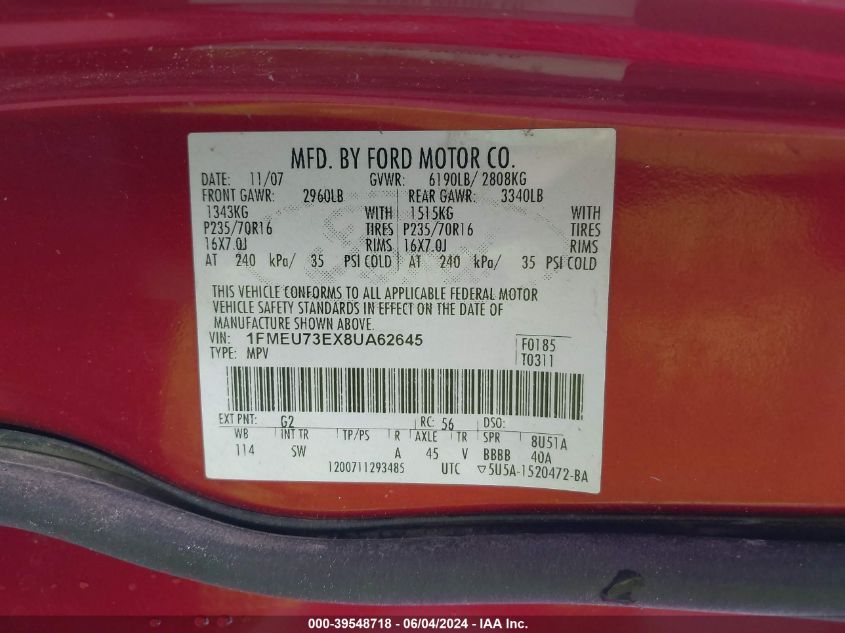 MFD. BY FORD MOTOR CO.
DATE: 11/07 GVWR: 6190LB/ 2808KG
FRONT GAWR: 2960LB REAR GAWR: 3340LB
1343KG WITH 1515KG WITH
P235/70R16 TIRES P235/70R16 TIRES
16X7.0J RIMS 16X7.0J RIMS
AT 240 kPa/ 35 PSI COLD AT 240 kPa/ 35 PSI COLD
THIS VEHICLE CONFORMS TO ALL APPLICABLE FEDERAL MOTOR
VEHICLE SAFETY STANDARDS IN EFFECT ON THE DATE OF
MANUFACTURE SHOWN ABOVE.
VIN: 1FMEU73EX8UA62645 F0185
TYPE: MPV T0311
EXT PNT: G2 RC: 56 DSO:
WB INT TR TP/PS R AXLE TR SPR 8U51A
114 SW A 45 V BBBB 40A
1200711293485 UTC ▽5U5A-1520472-BA
000-39548718 - 06/04/2024 - IAA Inc.